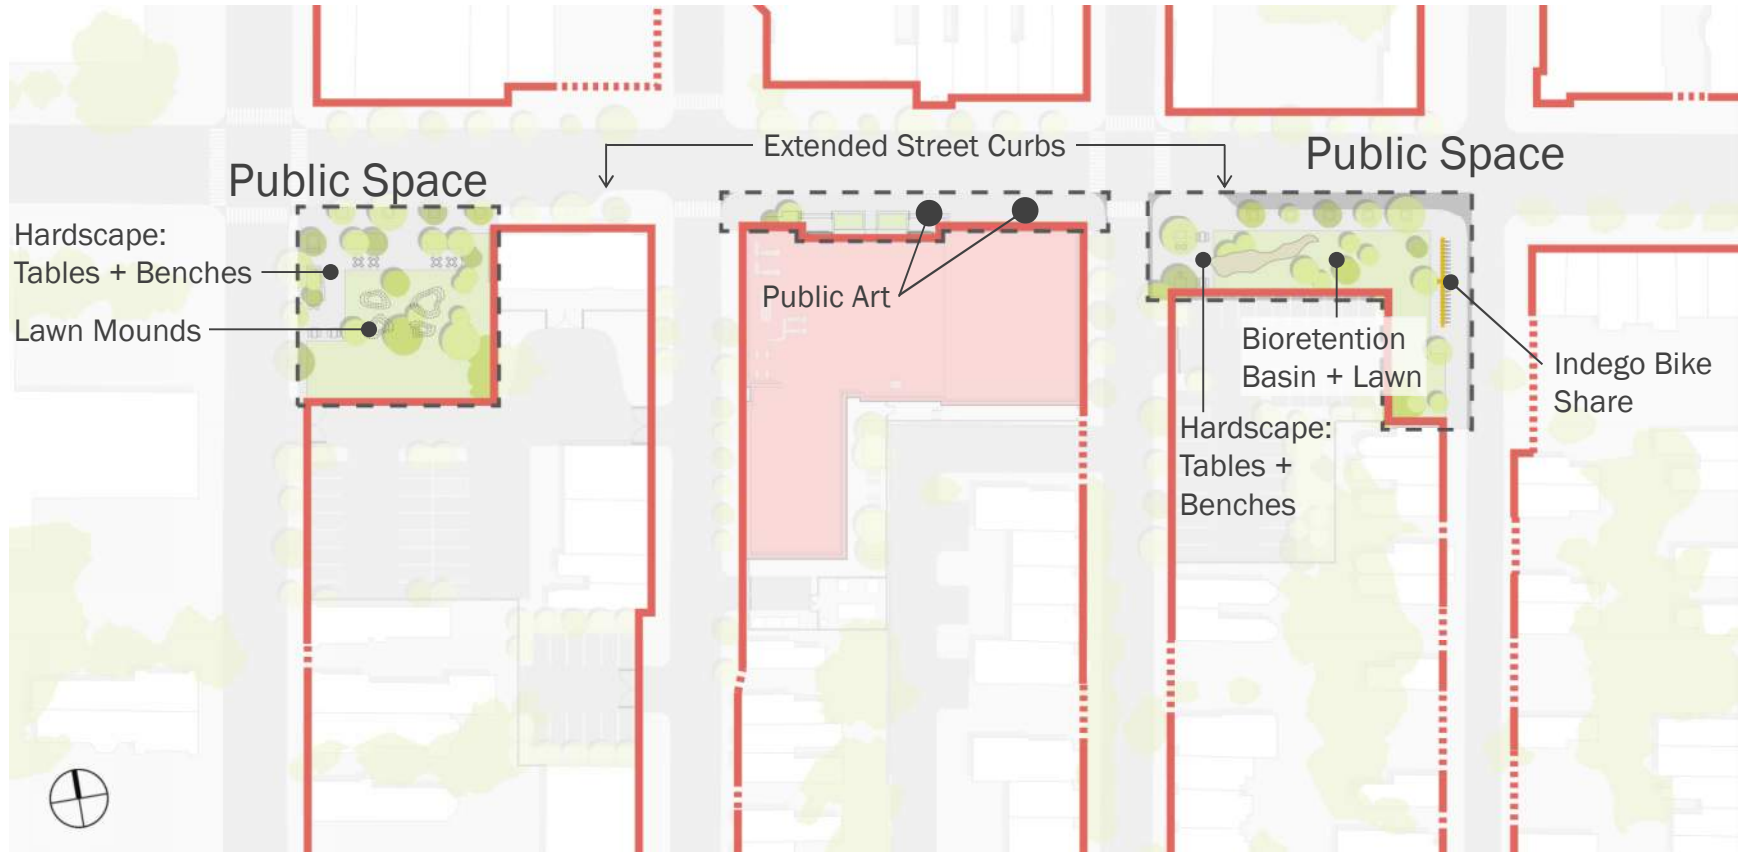 Extended Street Curbs
Public Space
Public Space
Hardscape:
Tables + Benches
Lawn Mounds
Public Art
Bioretention
Basin + Lawn
Indego Bike
Share
Hardscape:
Tables +
Benches